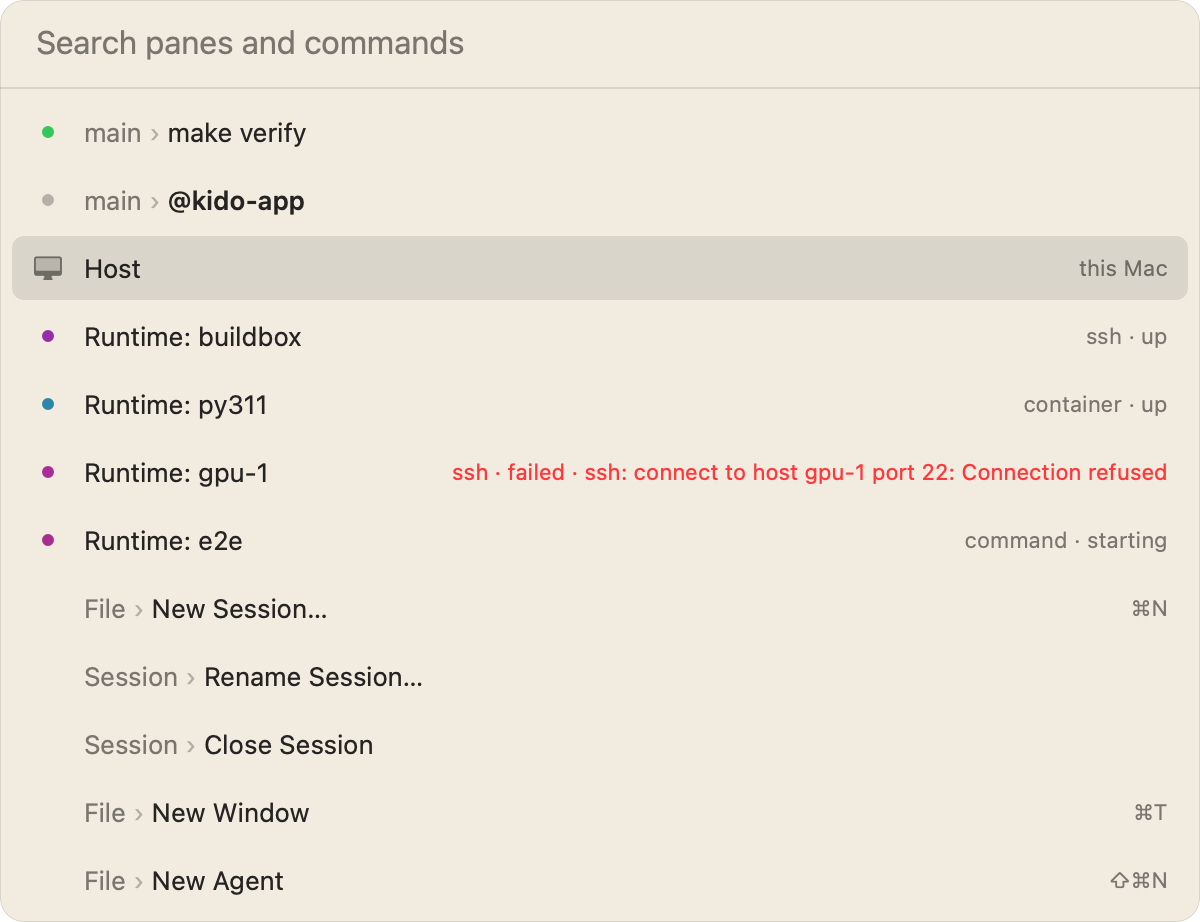 Search panes and commands
main › make verify
main › @kido-app
Host this Mac
Runtime: buildbox ssh · up
Runtime: py311 container · up
Runtime: gpu-1 ssh · failed · ssh: connect to host gpu-1 port 22: Connection refused
Runtime: e2e command · starting
File › New Session... ⌘N
Session › Rename Session...
Session › Close Session
File › New Window ⌘T
File › New Agent ⇧⌘N